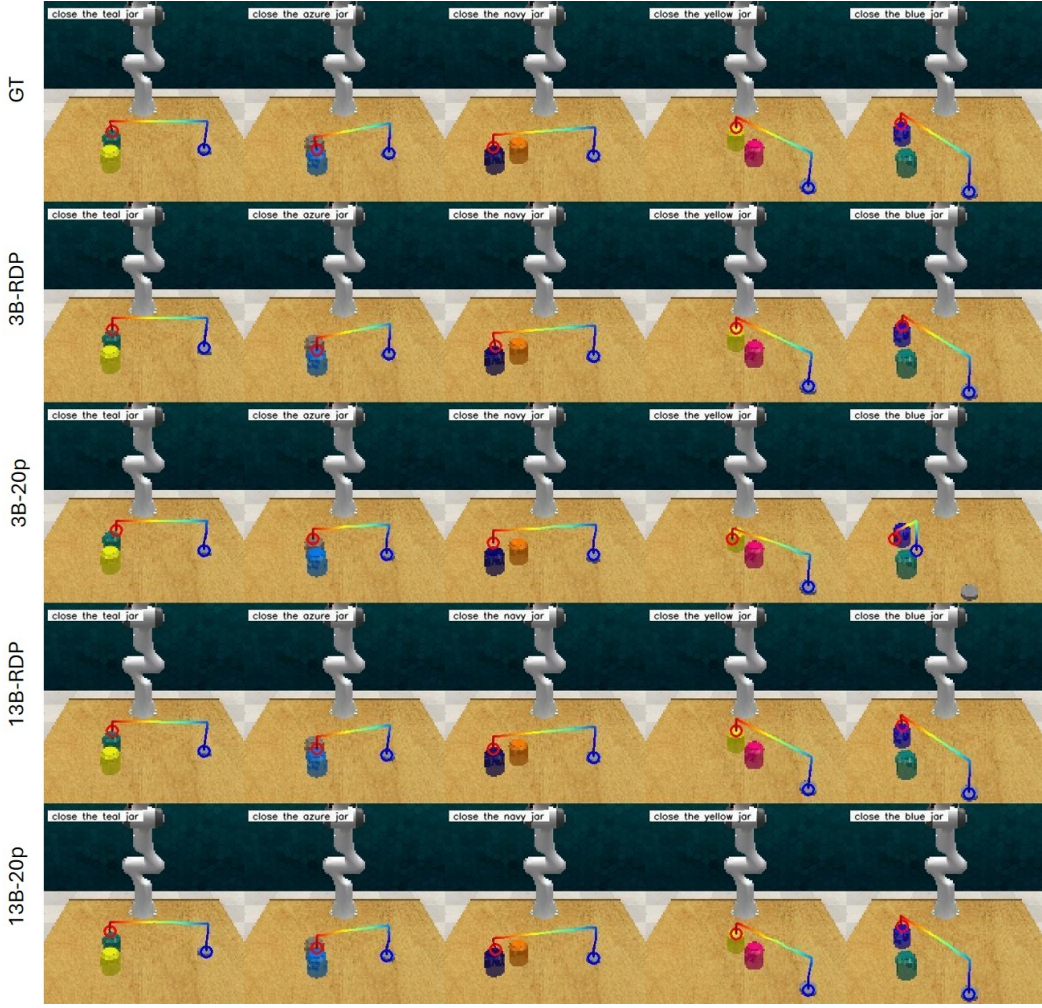 GT
close the teal jar
close the azure jar
close the navy jar
close the yellow jar
close the blue jar
3B-RDP
close the teal jar
close the azure jar
close the navy jar
close the yellow jar
close the blue jar
3B-20p
close the teal jar
close the azure jar
close the navy jar
close the yellow jar
close the blue jar
13B-RDP
close the teal jar
close the azure jar
close the navy jar
close the yellow jar
close the blue jar
13B-20p
close the teal jar
close the azure jar
close the navy jar
close the yellow jar
close the blue jar